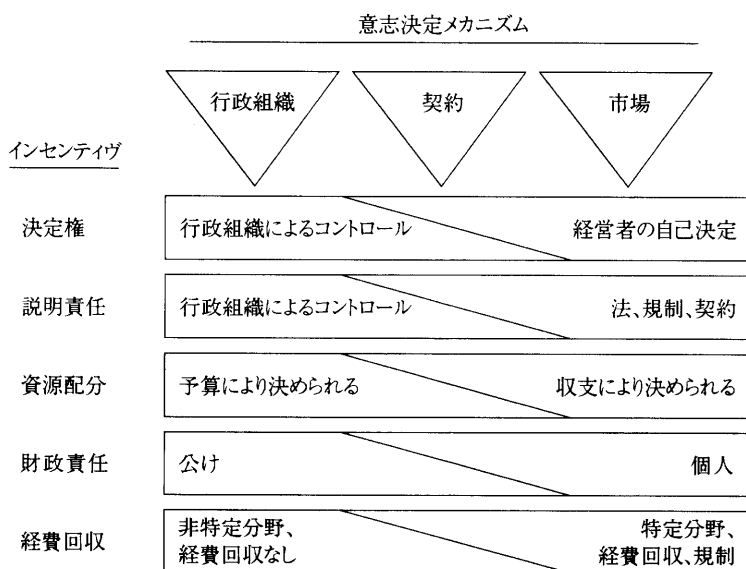 意志決定メカニズム
行政組織
契約
市場
インセンティヴ
決定権
行政組織によるコントロール
経営者の自己決定
説明責任
行政組織によるコントロール
法、規制、契約
資源配分
予算により決められる
収支により決められる
財政責任
公け
個人
経費回収
非特定分野、
経費回収なし
特定分野、
経費回収、規制